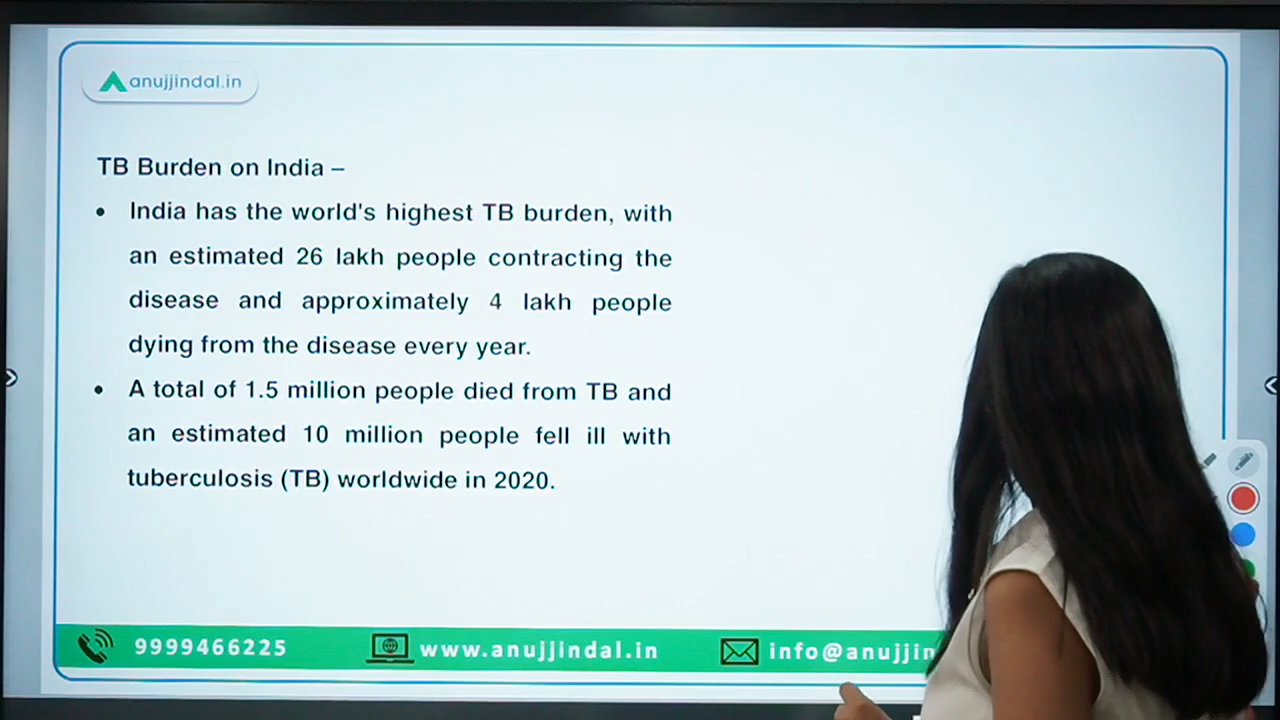 anujjindal.in
TB Burden on India –
• India has the world's highest TB burden, with
an estimated 26 lakh people contracting the
disease and approximately 4 lakh people
dying from the disease every year.
• A total of 1.5 million people died from TB and
an estimated 10 million people fell ill with
tuberculosis (TB) worldwide in 2020.
9999466225 www.anujjindal.in info@anujjin